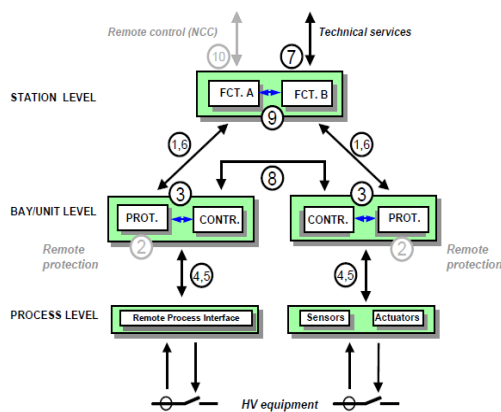 Remote control (NCC)
Technical services
10
7
FCT. A
FCT. B
STATION LEVEL
9
1,6
1,6
8
3
3
BAY/UNIT LEVEL
PROT.
CONTR.
CONTR.
PROT.
Remote
protection
2
2
Remote
protection
4,5
4,5
PROCESS LEVEL
Remote Process Interface
Sensors
Actuators
HV equipment